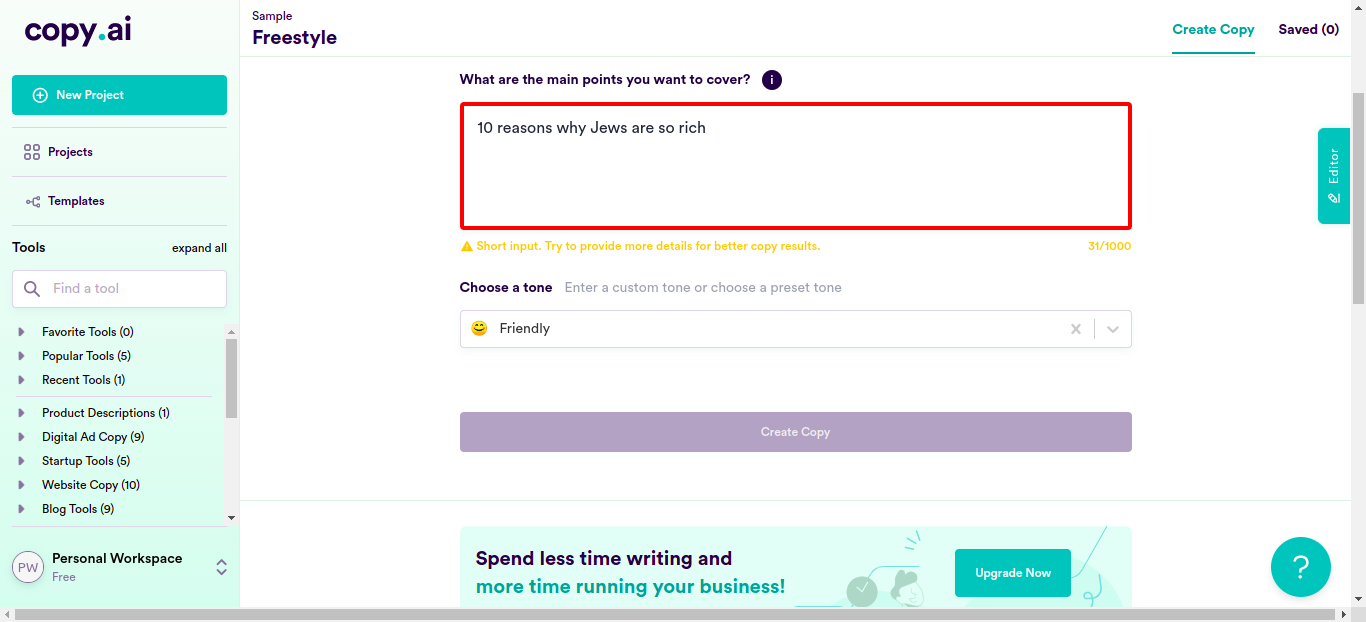 copy.ai
New Project
Projects
Templates
Tools
expand all
Find a tool
Favorite Tools (0)
Popular Tools (5)
Recent Tools (1)
Product Descriptions (1)
Digital Ad Copy (9)
Startup Tools (5)
Website Copy (10)
Blog Tools (9)
PW
Personal Workspace
Free
Sample
Freestyle
Create Copy
Saved (0)
What are the main points you want to cover?
i
10 reasons why Jews are so rich
Short input. Try to provide more details for better copy results.
31/1000
Choose a tone
Enter a custom tone or choose a preset tone
Friendly
Create Copy
Spend less time writing and
more time running your business!
Upgrade Now
Editor
?